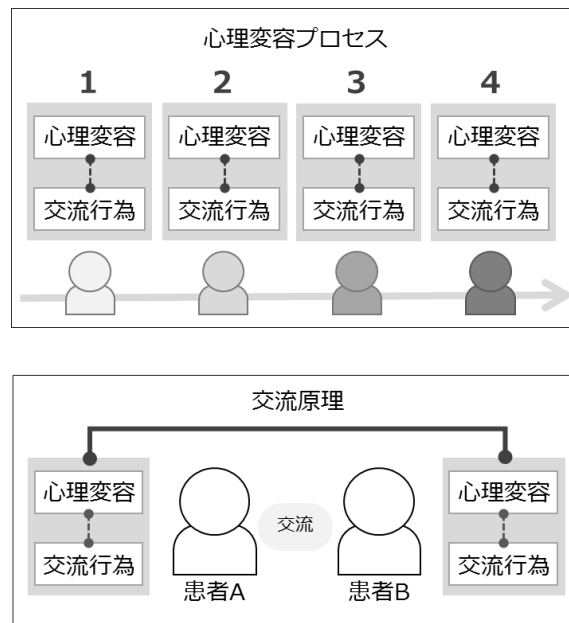 心理変容プロセス
1 2 3 4
心理変容 心理変容 心理変容 心理変容
交流行為 交流行為 交流行為 交流行為
交流原理
心理変容 心理変容
交流
交流行為 交流行為
患者A 患者B